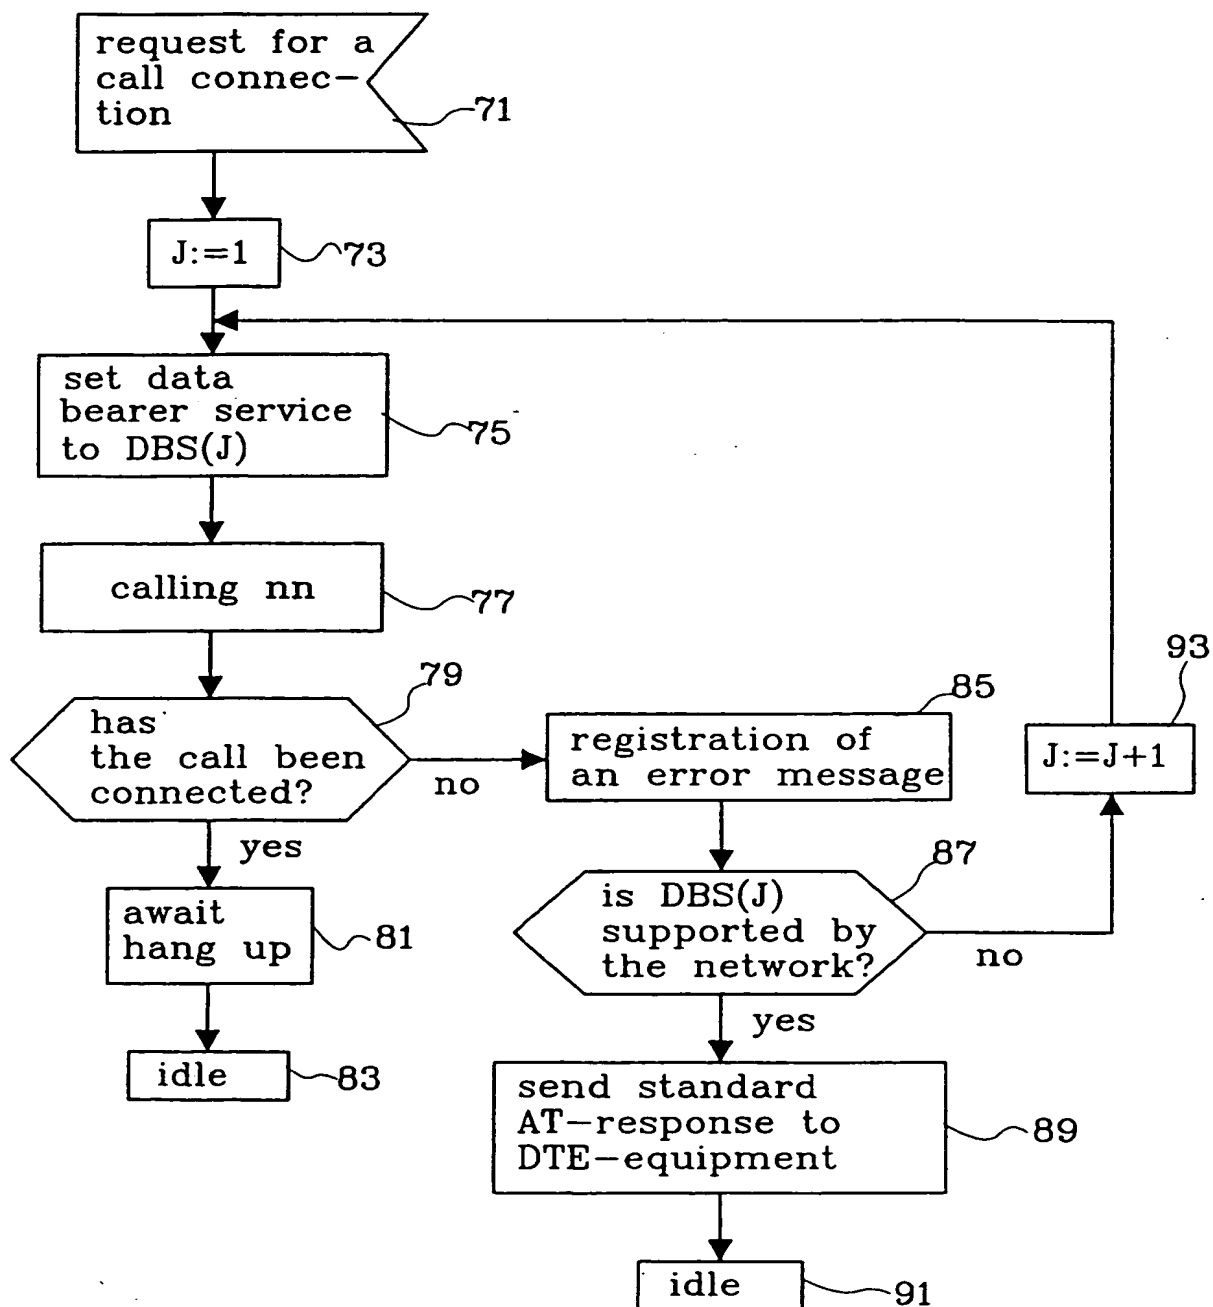 request for a
call connec-
tion
71
J:=1
73
set data
bearer service
to DBS(J)
75
calling nn
77
79
has
the call been
connected?
no
yes
await
hang up
81
idle
83
85
registration of
an error message
93
J:=J+1
87
is DBS(J)
supported by
the network?
no
yes
send standard
AT-response to
DTE-equipment
89
idle
91